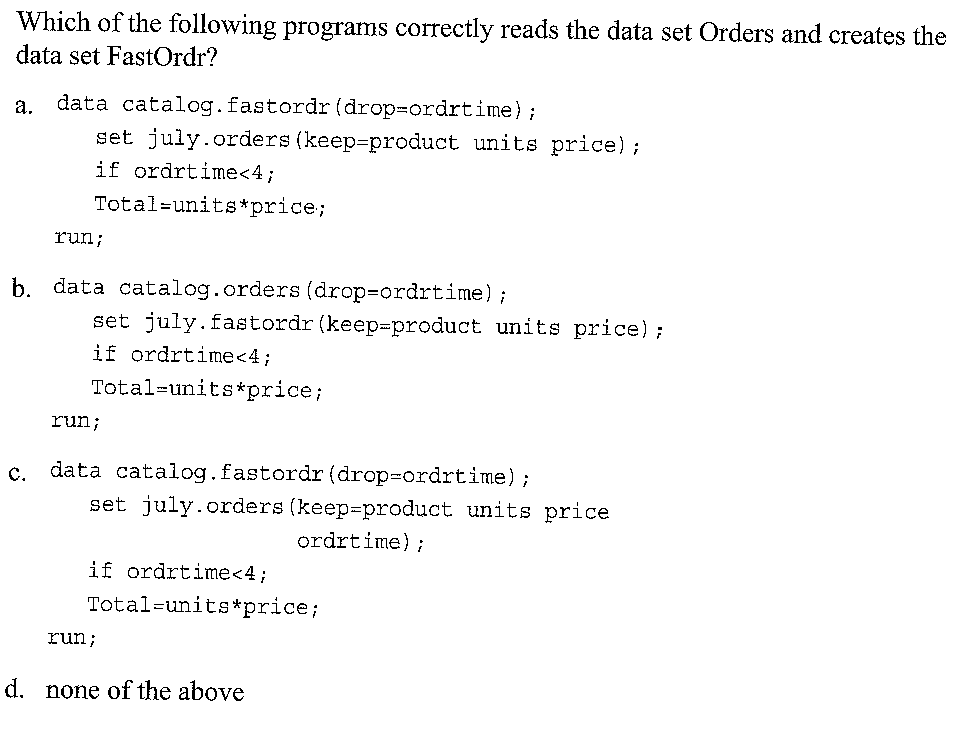 Which of the following programs correctly reads the data set Orders and creates the
data set FastOrdr?
a. data catalog.fastordr(drop=ordrtime);
set july.orders(keep=product units price);
if ordrtime<4;
Total=units*price;
run;
b. data catalog.orders(drop=ordrtime);
set july.fastordr(keep=product units price);
if ordrtime<4;
Total=units*price;
run;
c. data catalog.fastordr(drop=ordrtime);
set july.orders(keep=product units price
ordrtime);
if ordrtime<4;
Total=units*price;
run;
d. none of the above